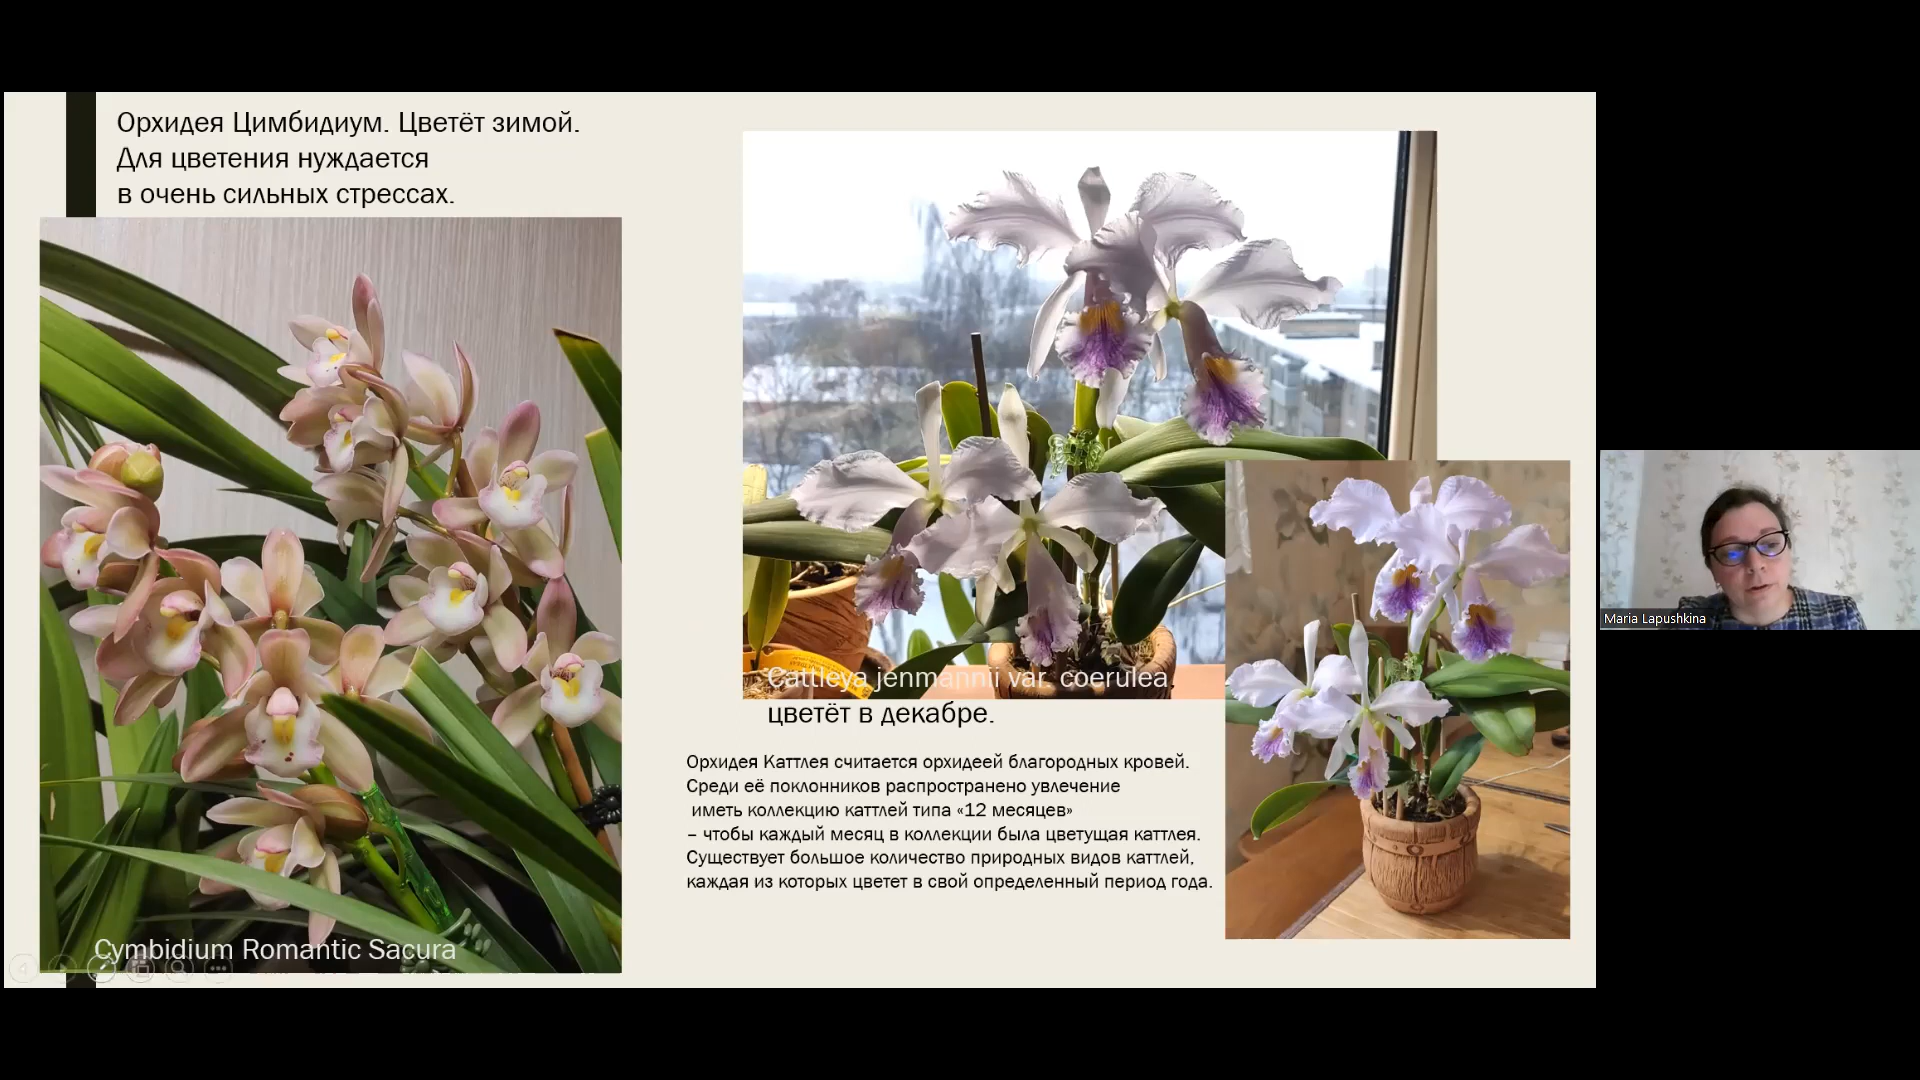 Орхидея Цимбидиум. Цветёт зимой.
Для цветения нуждается
в очень сильных стрессах.
Cymbidium Romantic Sacura
Cattleya jenmannii var. coerulea.
цветёт в декабре.
Орхидея Каттлея считается орхидеей благородных кровей.
Среди её поклонников распространено увлечение
иметь коллекцию каттлей типа «12 месяцев»
– чтобы каждый месяц в коллекции была цветущая каттлея.
Существует большое количество природных видов каттлей,
каждая из которых цветет в свой определенный период года.
Maria Lapushkina